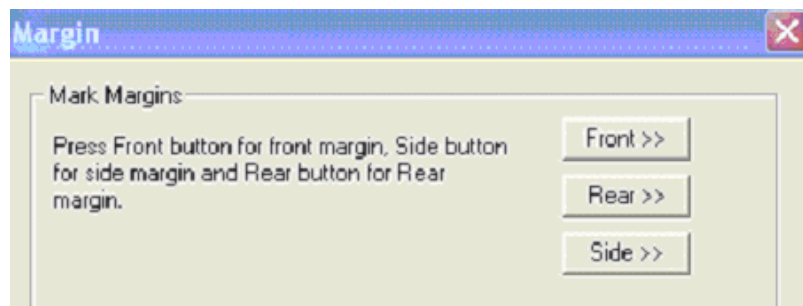 Margin
Mark Margins
Press Front button for front margin, Side button
for side margin and Rear button for Rear
margin.
Front >>
Rear >>
Side >>